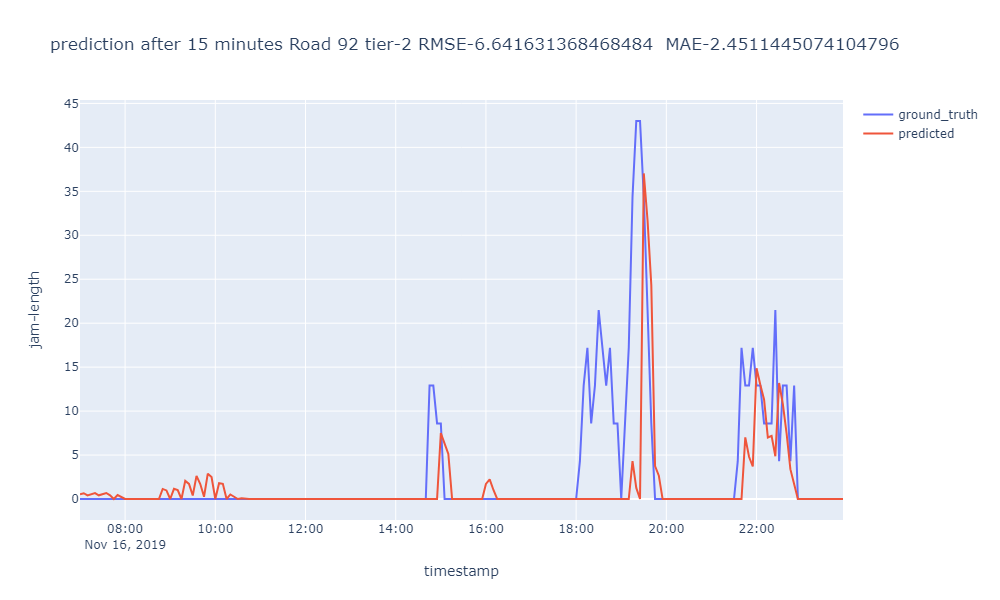 prediction after 15 minutes Road 92 tier-2 RMSE-6.641631368468484  MAE-2.4511445074104796
ground_truth
predicted
45
40
35
30
25
20
15
10
5
0
jam-length
08:00 10:00 12:00 14:00 16:00 18:00 20:00 22:00
Nov 16, 2019
timestamp